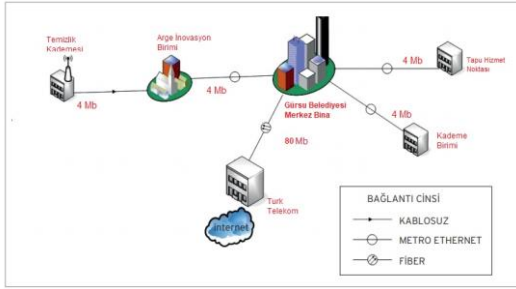 Temizlik
Kademesi
4 Mb
Arge İnovasyon
Birimi
4 Mb
Gürsu Belediyesi
Merkez Bina
4 Mb
Tapu Hizmet
Noktası
4 Mb
Kademe
Birimi
80 Mb
Turk
Telekom
internet
BAĞLANTI CİNSİ
KABLOSUZ
METRO ETHERNET
FİBER